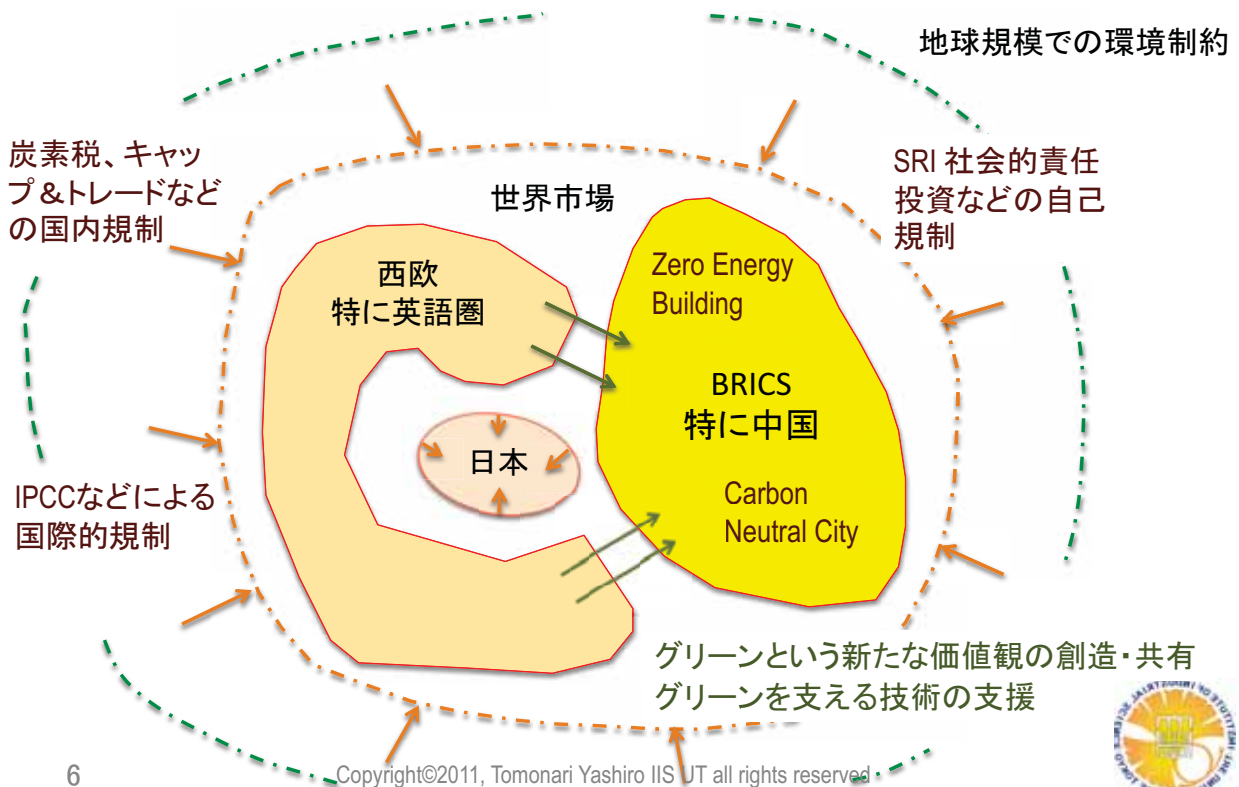 地球規模での環境制約
炭素税、キャッ
プ＆トレードなど
の国内規制
SRI 社会的責任
投資などの自己
規制
世界市場
西欧
特に英語圏
Zero Energy
Building
BRICS
特に中国
日本
Carbon
Neutral City
IPCCなどによる
国際的規制
グリーンという新たな価値観の創造・共有
グリーンを支える技術の支援
6
Copyright©2011, Tomonari Yashiro IIS UT all rights reserved